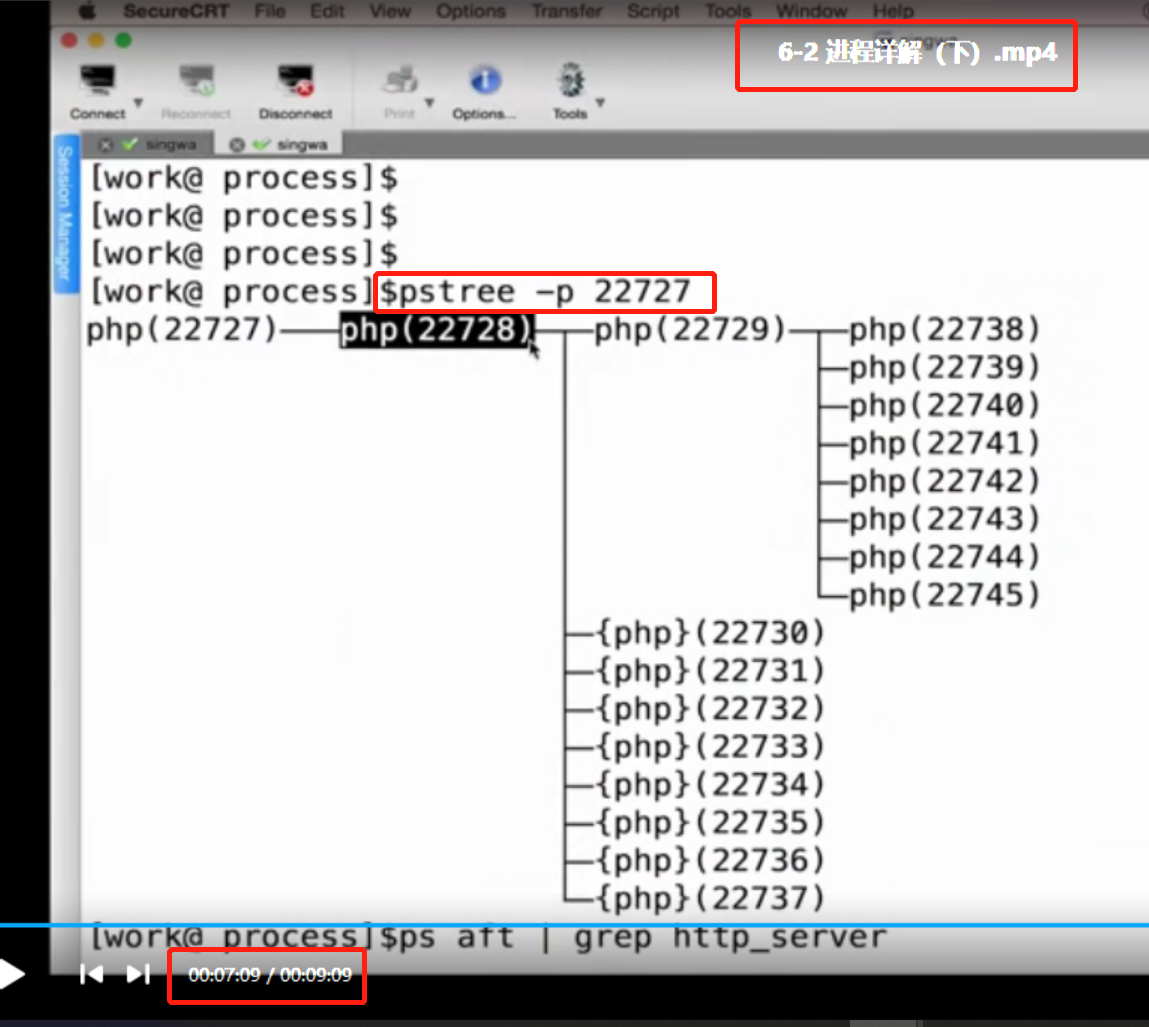 SecureCRT File Edit View Options Transfer Script Tools Window Help
6-2 进程详解（下）.mp4
Connect Reconnect Disconnect Print Options... Tools
singwa singwa
Session Manager
[work@ process]$
[work@ process]$
[work@ process]$
[work@ process]$pstree -p 22727
php(22727)───php(22728)─┬─php(22729)─┬─php(22738)
├─php(22739)
├─php(22740)
├─php(22741)
├─php(22742)
├─php(22743)
├─php(22744)
└─php(22745)
├─{php}(22730)
├─{php}(22731)
├─{php}(22732)
├─{php}(22733)
├─{php}(22734)
├─{php}(22735)
├─{php}(22736)
└─{php}(22737)
[work@ process]$ps aft | grep http_server
00:07:09 / 00:09:09